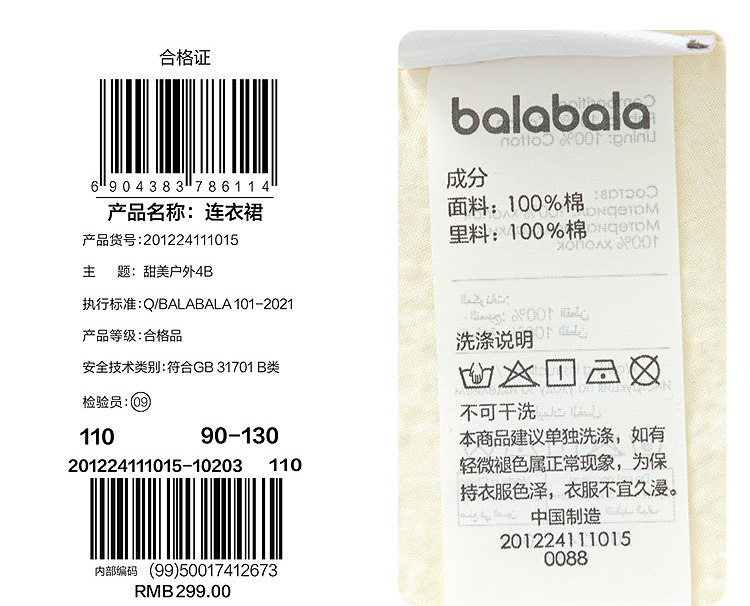 合格证
6 904383 786114
产品名称：连衣裙
产品货号:201224111015
主 题: 甜美户外4B
执行标准:Q/BALABALA 101-2021
产品等级:合格品
安全技术类别:符合GB 31701 B类
检验员:09
110 90-130
201224111015-10203 110
内部编码 (99)50017412673
RMB299.00
balabala
成分
面料：100%棉
里料：100%棉
洗涤说明
不可干洗
本商品建议单独洗涤，如有
轻微褪色属正常现象，为保
持衣服色泽，衣服不宜久浸。
中国制造
201224111015
0088